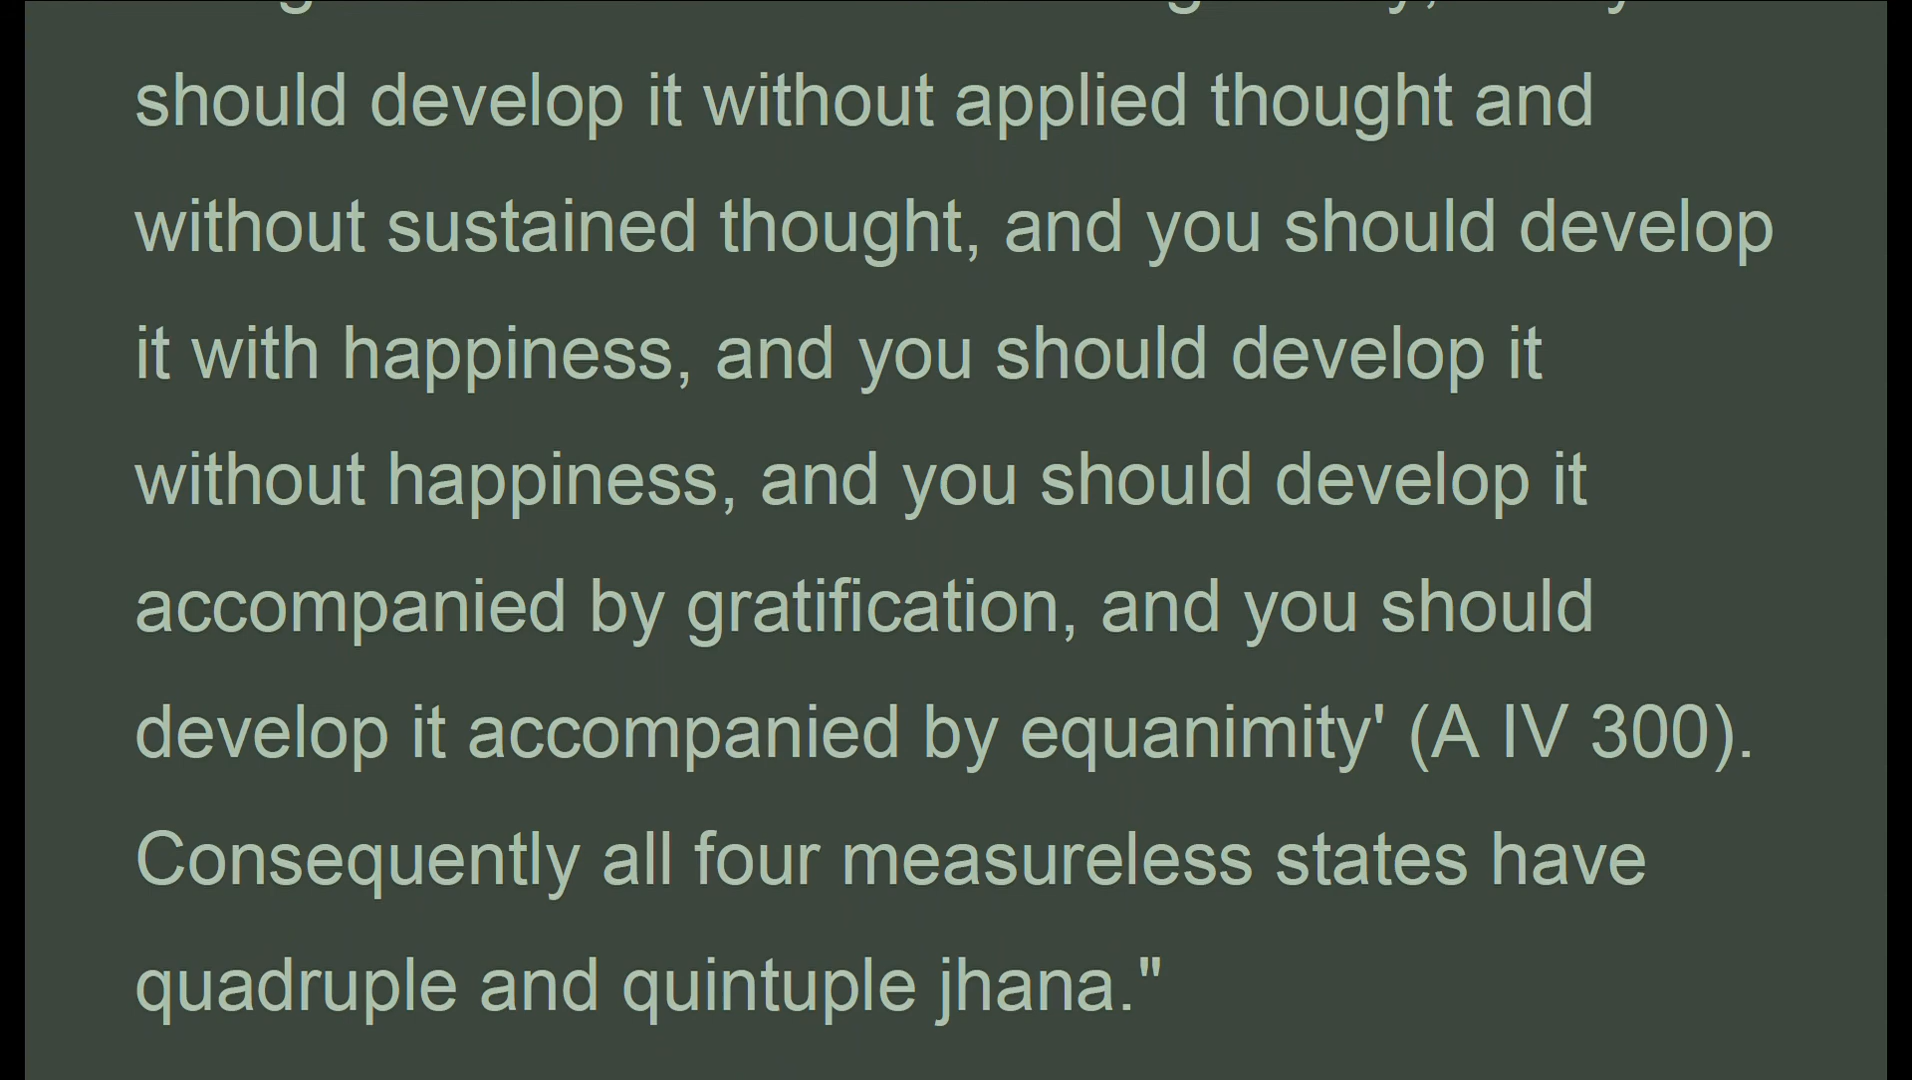 should develop it without applied thought and
without sustained thought, and you should develop
it with happiness, and you should develop it
without happiness, and you should develop it
accompanied by gratification, and you should
develop it accompanied by equanimity' (A IV 300).
Consequently all four measureless states have
quadruple and quintuple jhana."